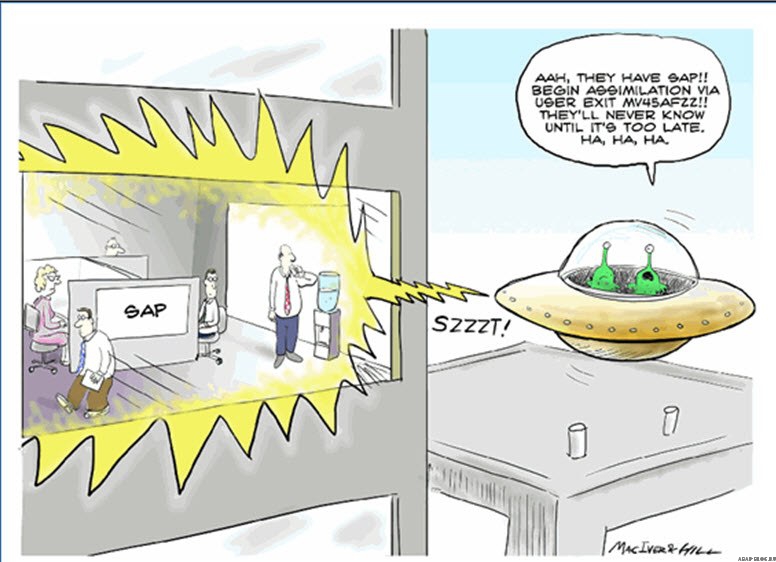 AAH, THEY HAVE SAP!!
BEGIN ASSIMILATION VIA
USER EXIT MV45AFZZ!!
THEY'LL NEVER KNOW
UNTIL IT'S TOO LATE.
HA, HA, HA.
SAP
SZZZT!
MACIVER & HILL